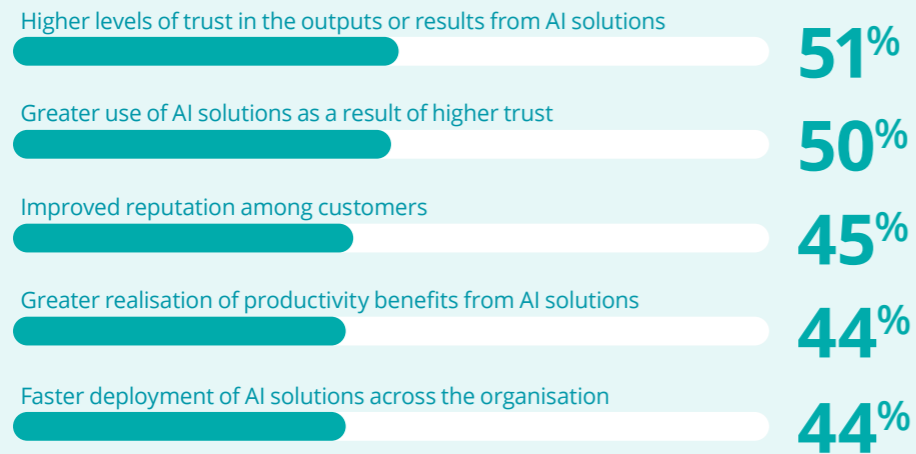 Higher levels of trust in the outputs or results from AI solutions
51%
Greater use of AI solutions as a result of higher trust
50%
Improved reputation among customers
45%
Greater realisation of productivity benefits from AI solutions
44%
Faster deployment of AI solutions across the organisation
44%